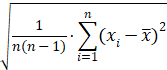 √(1/(n(n−1)) · ∑_{i=1}^{n} (x_i − x̅)²)